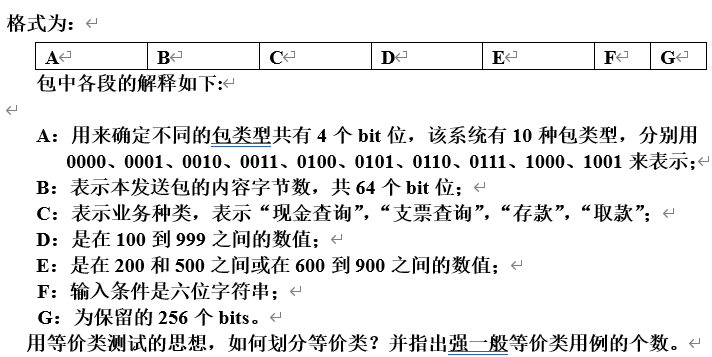 格式为：
A B C D E F G
包中各段的解释如下:
A：用来确定不同的包类型共有 4 个 bit 位，该系统有 10 种包类型，分别用
0000、0001、0010、0011、0100、0101、0110、0111、1000、1001 来表示;
B：表示本发送包的内容字节数，共 64 个 bit 位；
C：表示业务种类，表示“现金查询”，“支票查询”，“存款”，“取款”；
D：是在 100 到 999 之间的数值；
E：是在 200 和 500 之间或在 600 到 900 之间的数值；
F：输入条件是六位字符串；
G：为保留的 256 个 bits。
用等价类测试的思想，如何划分等价类？并指出强一般等价类用例的个数。